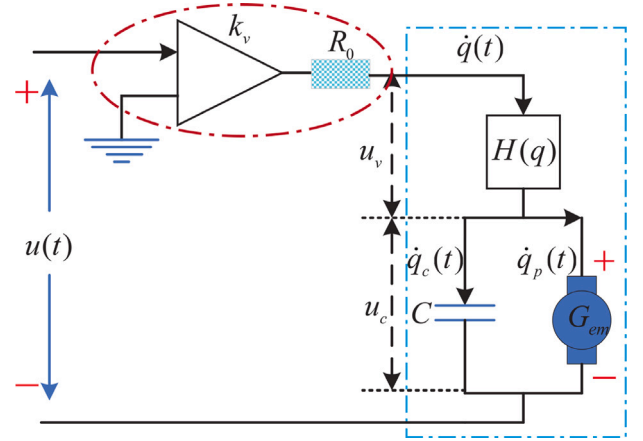 k_v
R_0
q̇(t)
+
u_v
H(q)
u(t)
q̇_c(t)
q̇_p(t)
+
u_c
C
G_em
−
−